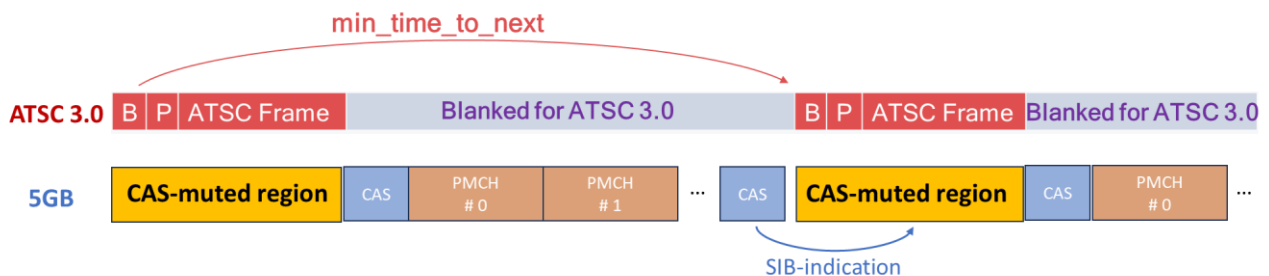 min_time_to_next
ATSC 3.0 B P ATSC Frame Blanked for ATSC 3.0 B P ATSC Frame Blanked for ATSC 3.0
5GB CAS-muted region CAS PMCH # 0 PMCH # 1 ... CAS CAS-muted region CAS PMCH # 0 ...
SIB-indication